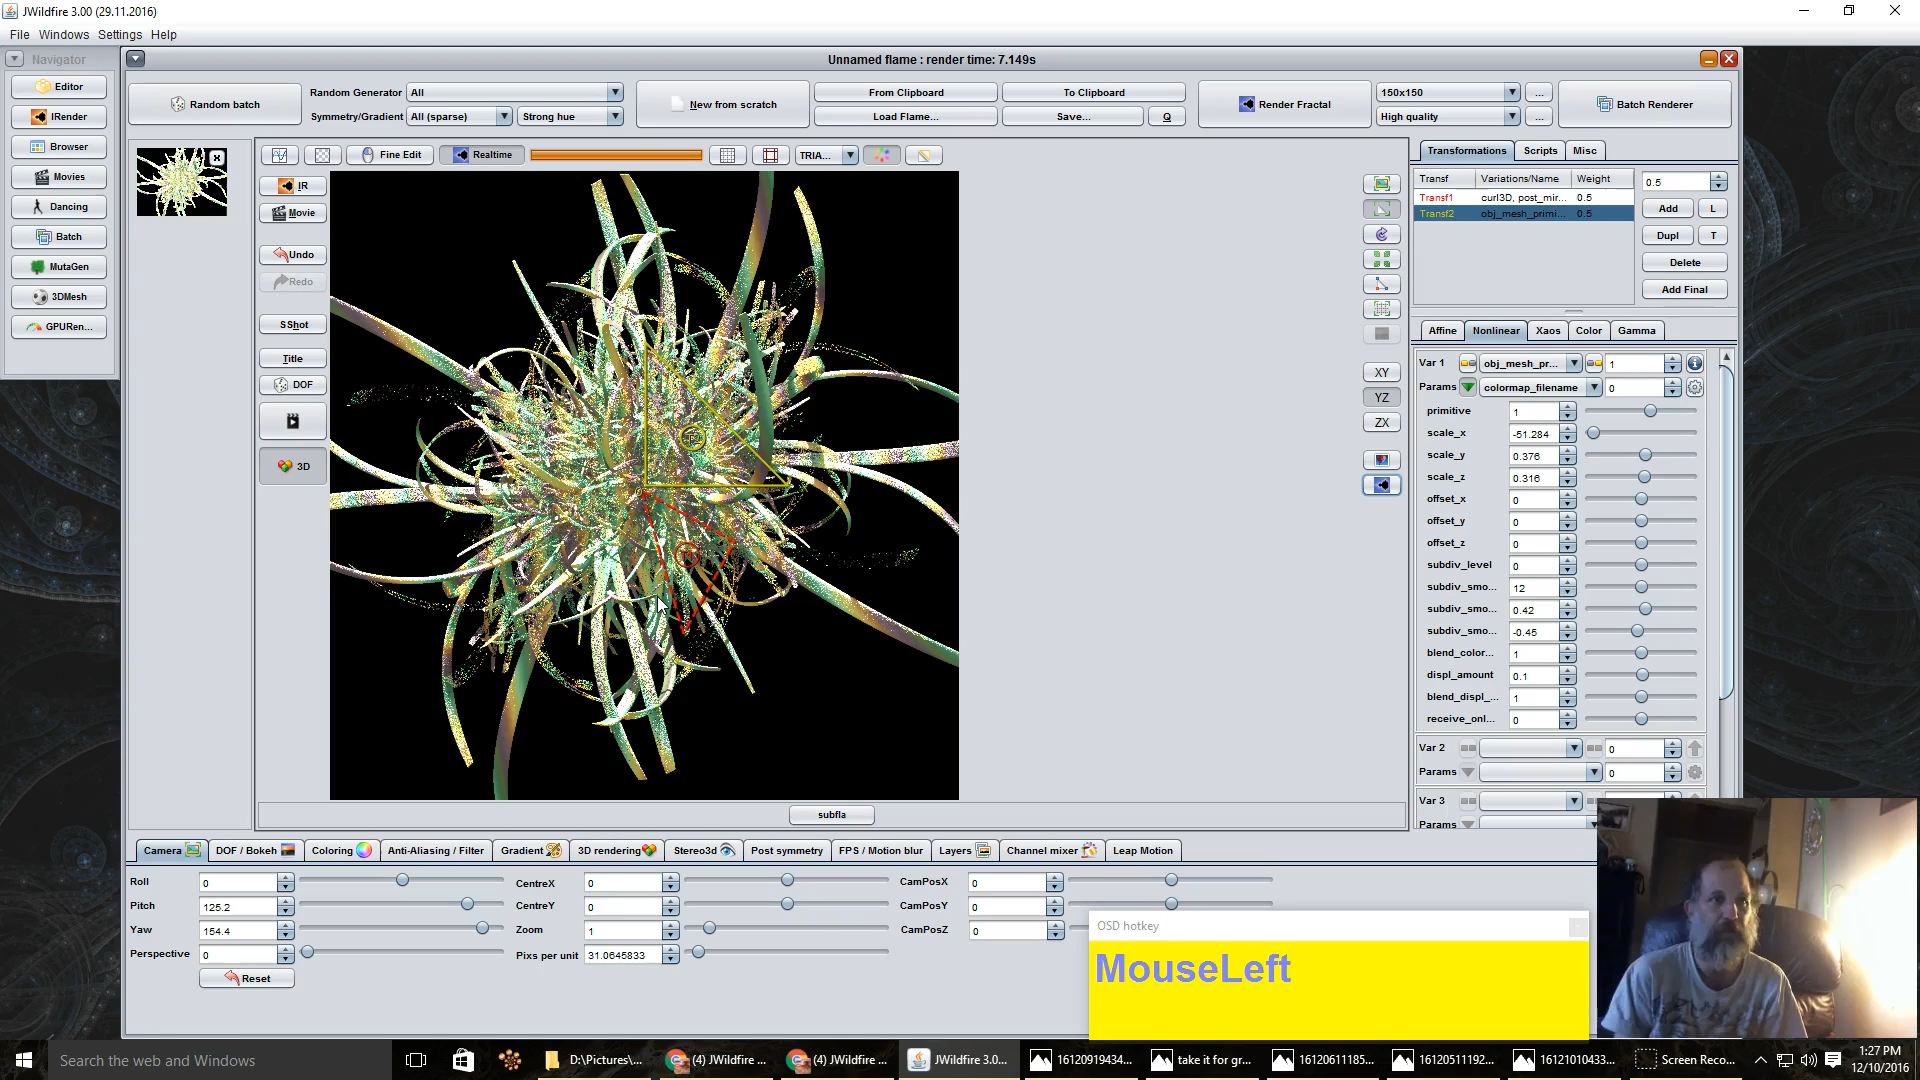 JWildfire 3.00 (29.11.2016)
File Windows Settings Help
Navigator
Editor
IRender
Browser
Movies
Dancing
Batch
MutaGen
3DMesh
GPURen...
Unnamed flame : render time: 7.149s
Random batch
Random Generator All
Symmetry/Gradient All (sparse) Strong hue
New from scratch
From Clipboard To Clipboard
Load Flame... Save... Q
Render Fractal
150x150 ...
High quality ...
Batch Renderer
Fine Edit Realtime TRIA...
IR
Movie
Undo
Redo
SShot
Title
DOF
3D
T2
T1
XY
YZ
ZX
subfla
Transformations Scripts Misc
Transf Variations/Name Weight
Transf1 curl3D, post_mir... 0.5
Transf2 obj_mesh_primi... 0.5
0.5
Add L
Dupl T
Delete
Add Final
Affine Nonlinear Xaos Color Gamma
Var 1 obj_mesh_pr... 1
Params colormap_filename 0
primitive 1
scale_x -51.284
scale_y 0.376
scale_z 0.316
offset_x 0
offset_y 0
offset_z 0
subdiv_level 0
subdiv_smo... 12
subdiv_smo... 0.42
subdiv_smo... -0.45
blend_color... 1
displ_amount 0.1
blend_displ_... 1
receive_onl... 0
Var 2 0
Params 0
Var 3
Params
Camera DOF / Bokeh Coloring Anti-Aliasing / Filter Gradient 3D rendering Stereo3d Post symmetry FPS / Motion blur Layers Channel mixer Leap Motion
Roll 0 CentreX 0 CamPosX 0
Pitch 125.2 CentreY 0 CamPosY 0
Yaw 154.4 Zoom 1 CamPosZ 0
Perspective 0 Pixs per unit 31.0645833
Reset
OSD hotkey
MouseLeft
Search the web and Windows
D:\Pictures\...
(4) JWildfire ...
(4) JWildfire ...
JWildfire 3.0...
16120919434...
take it for gr...
16120611185...
16120511192...
16121010433...
Screen Reco...
1:27 PM
12/10/2016